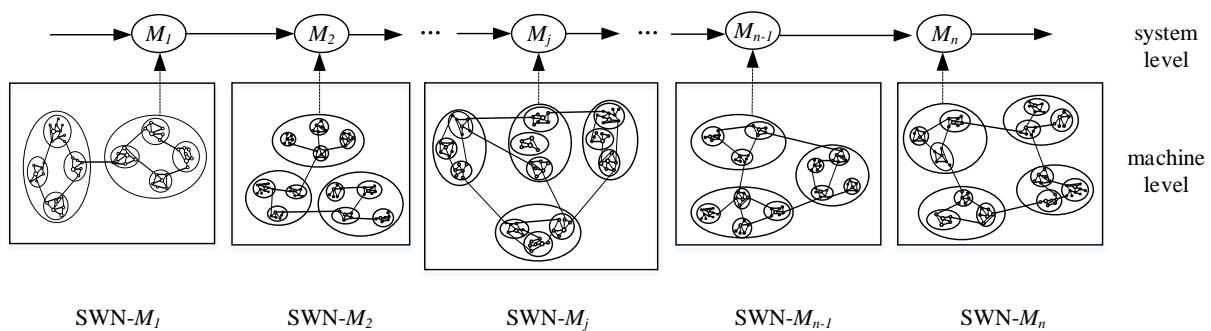 M1 M2 ... Mj ... Mn-1 Mn system
level
machine
level
SWN-M1 SWN-M2 SWN-Mj SWN-Mn-1 SWN-Mn